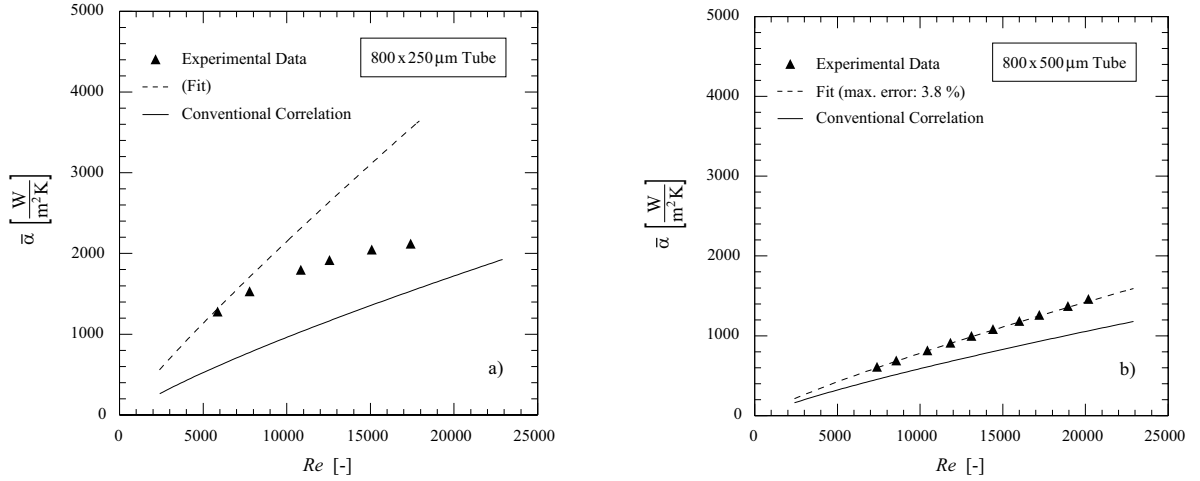 5000
4000
3000
2000
1000
0
ᾱ [W/m²K]
Experimental Data
(Fit)
Conventional Correlation
800 x 250 µm Tube
a)
0 5000 10000 15000 20000 25000
Re [-]
5000
4000
3000
2000
1000
0
ᾱ [W/m²K]
Experimental Data
Fit (max. error: 3.8 %)
Conventional Correlation
800 x 500 µm Tube
b)
0 5000 10000 15000 20000 25000
Re [-]